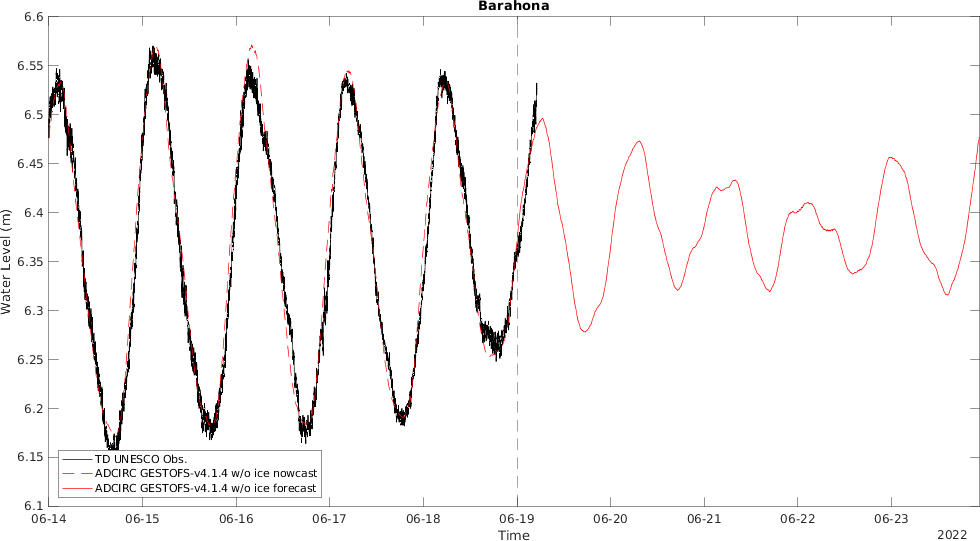 Barahona
6.6
6.55
6.5
6.45
6.4
6.35
6.3
6.25
6.2
6.15
6.1
Water Level (m)
TD UNESCO Obs.
ADCIRC GESTOFS-v4.1.4 w/o ice nowcast
ADCIRC GESTOFS-v4.1.4 w/o ice forecast
06-14 06-15 06-16 06-17 06-18 06-19 06-20 06-21 06-22 06-23
Time
2022